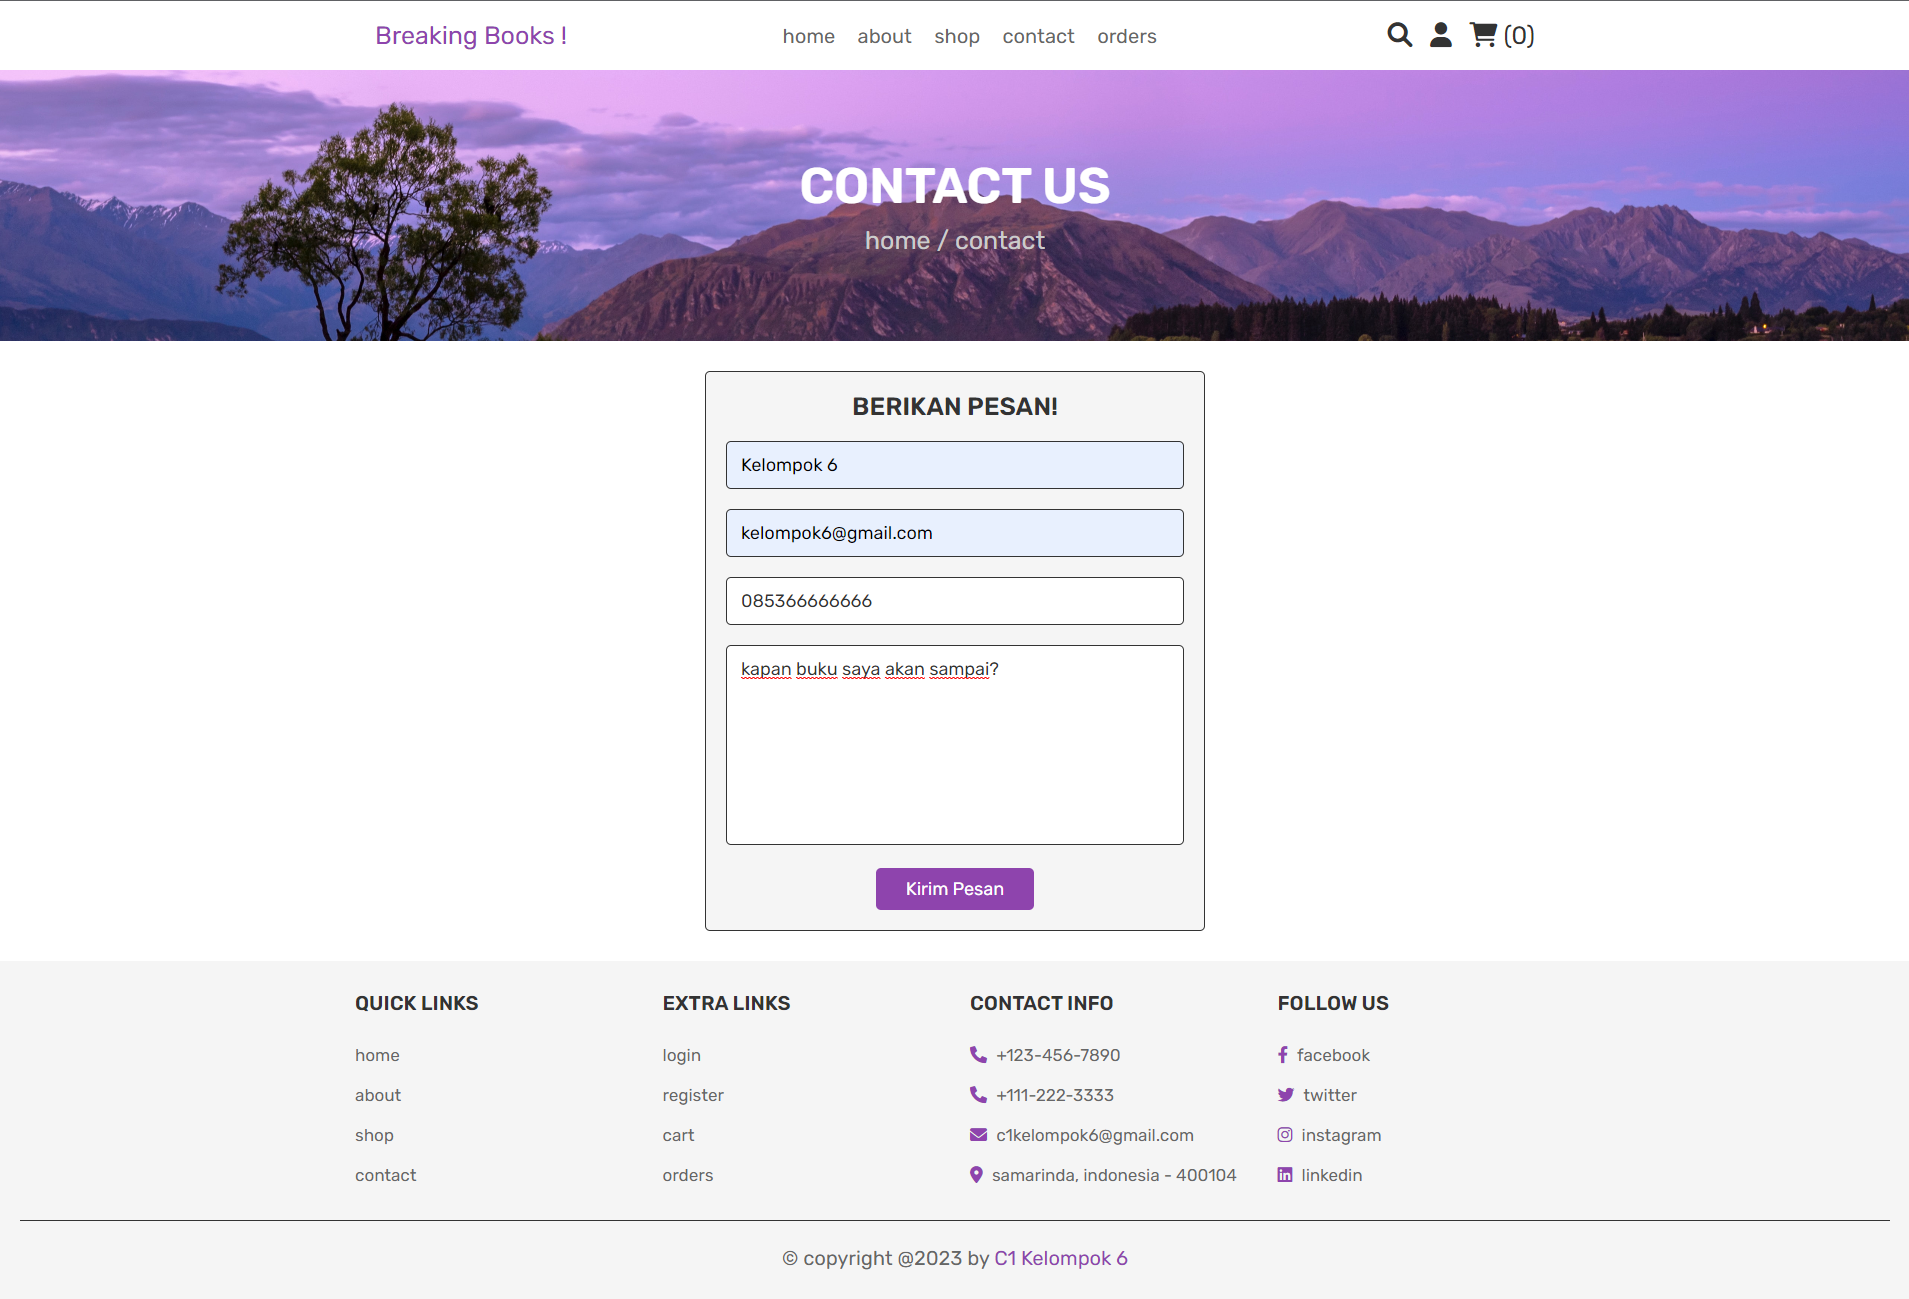 Breaking Books !
home about shop contact orders
(0)
CONTACT US
home / contact
BERIKAN PESAN!
Kelompok 6
kelompok6@gmail.com
085366666666
kapan buku saya akan sampai?
Kirim Pesan
QUICK LINKS
home
about
shop
contact
EXTRA LINKS
login
register
cart
orders
CONTACT INFO
+123-456-7890
+111-222-3333
c1kelompok6@gmail.com
samarinda, indonesia - 400104
FOLLOW US
facebook
twitter
instagram
linkedin
© copyright @2023 by C1 Kelompok 6